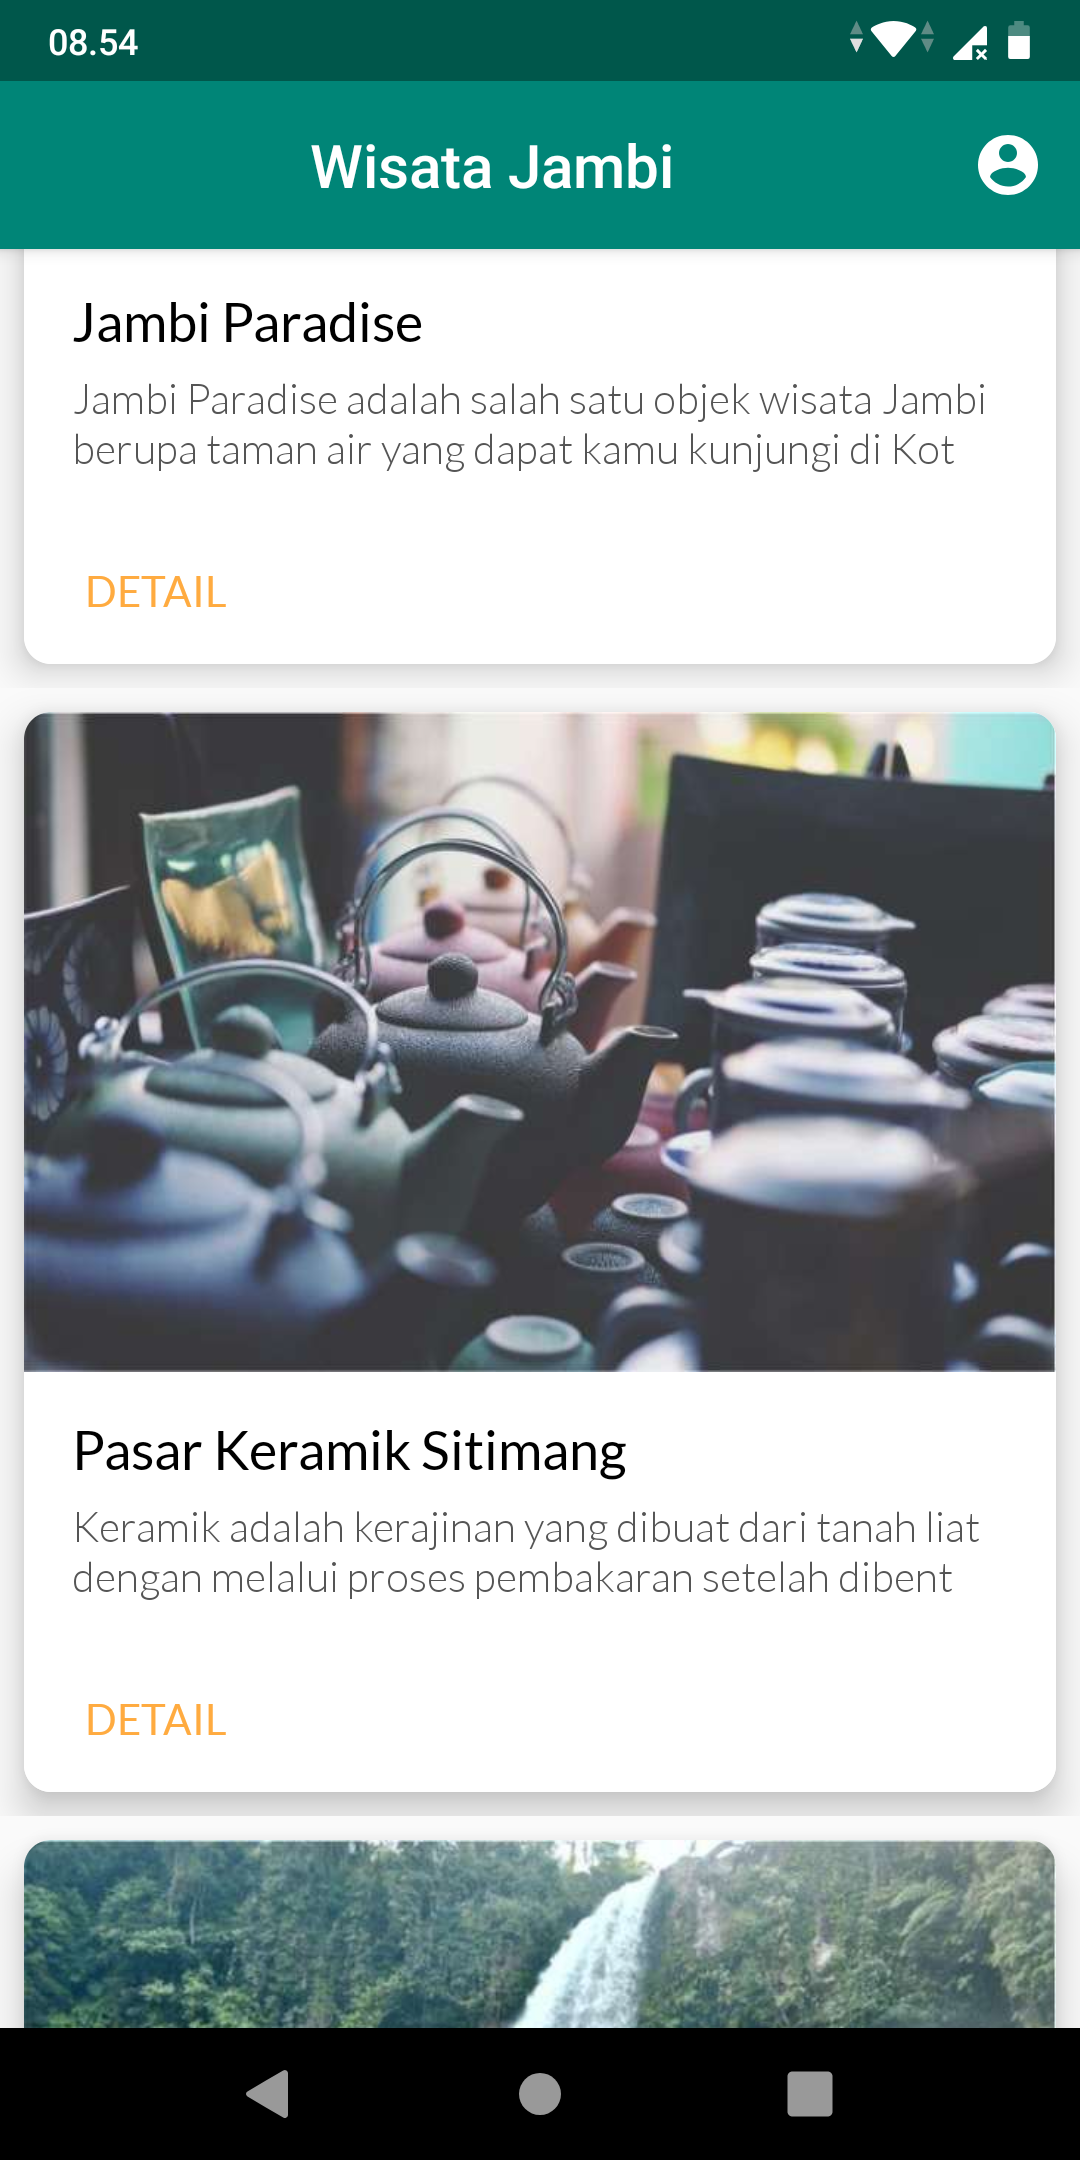 08.54
Wisata Jambi
Jambi Paradise
Jambi Paradise adalah salah satu objek wisata Jambi
berupa taman air yang dapat kamu kunjungi di Kot
DETAIL
Pasar Keramik Sitimang
Keramik adalah kerajinan yang dibuat dari tanah liat
dengan melalui proses pembakaran setelah dibent
DETAIL